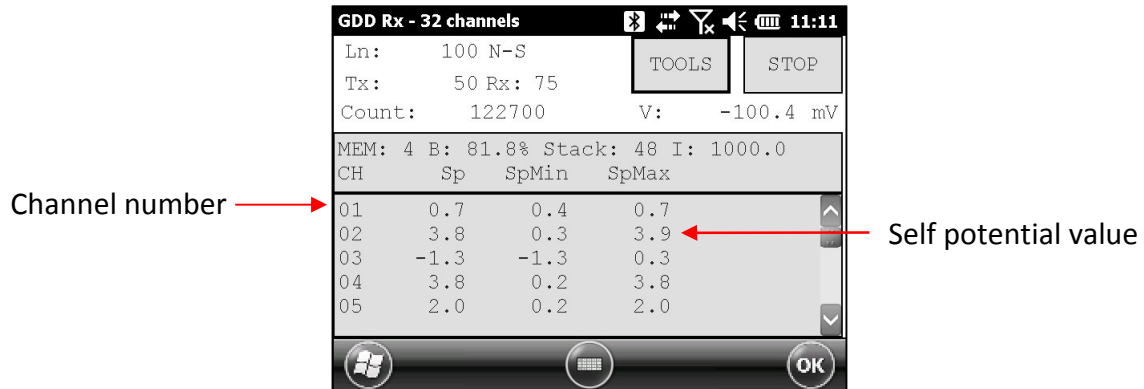 GDD Rx - 32 channels 11:11
Ln: 100 N-S
TOOLS STOP
Tx: 50 Rx: 75
Count: 122700 V: -100.4 mV
MEM: 4 B: 81.8% Stack: 48 I: 1000.0
CH Sp SpMin SpMax
Channel number
01 0.7 0.4 0.7
02 3.8 0.3 3.9
Self potential value
03 -1.3 -1.3 0.3
04 3.8 0.2 3.8
05 2.0 0.2 2.0
OK